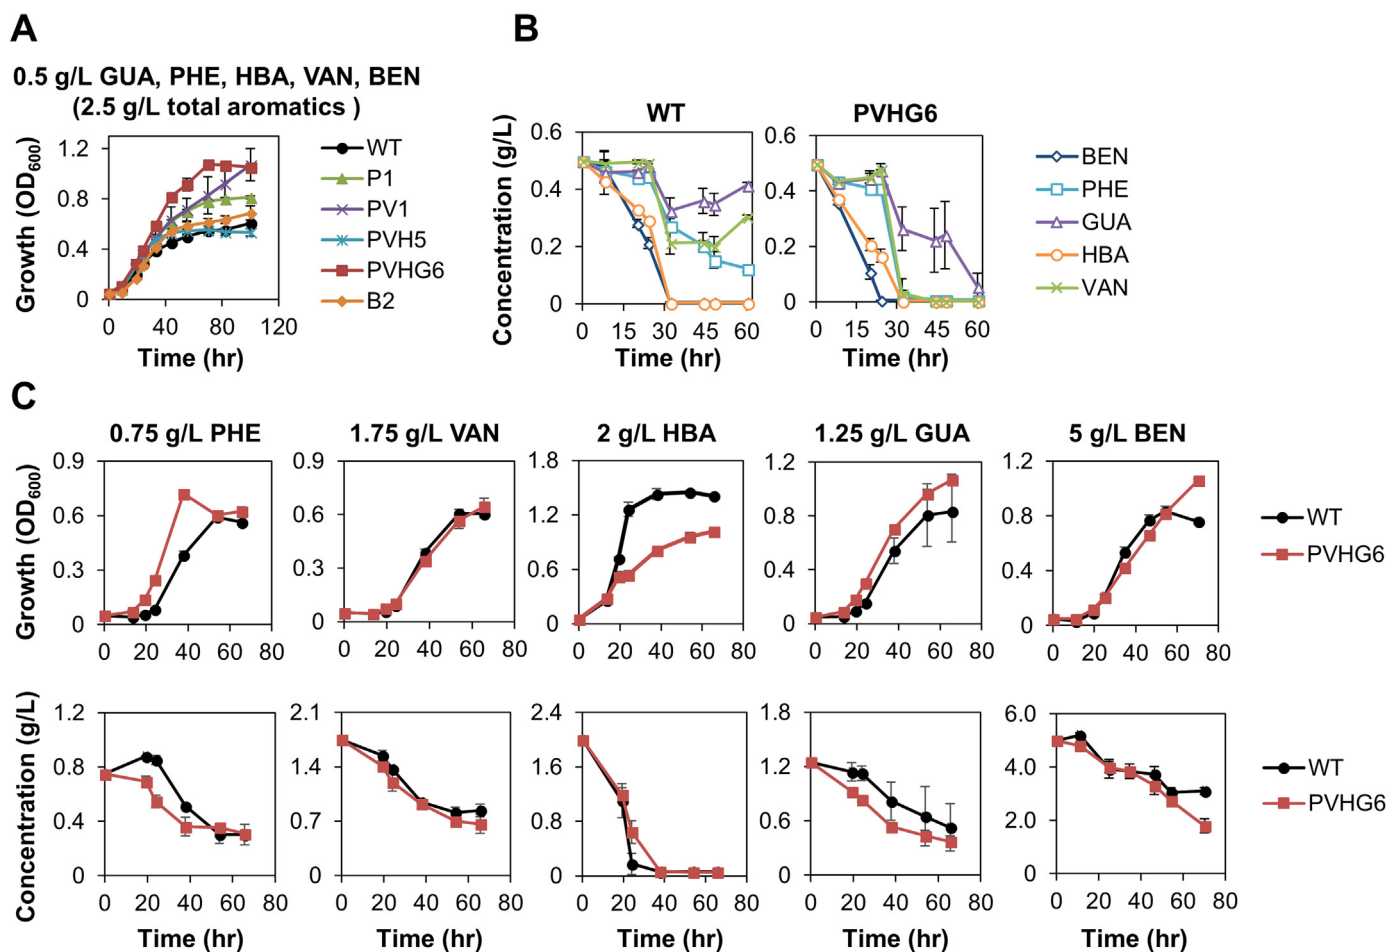 A
0.5 g/L GUA, PHE, HBA, VAN, BEN
(2.5 g/L total aromatics )
Growth (OD600)
1.2
0.8
0.4
0
0 40 80 120
Time (hr)
WT
P1
PV1
PVH5
PVHG6
B2
B
WT
PVHG6
Concentration (g/L)
0.6
0.4
0.2
0
0 15 30 45 60
Time (hr)
0.6
0.4
0.2
0
0 15 30 45 60
Time (hr)
BEN
PHE
GUA
HBA
VAN
C
0.75 g/L PHE
1.75 g/L VAN
2 g/L HBA
1.25 g/L GUA
5 g/L BEN
Growth (OD600)
0.9
0.6
0.3
0
0 20 40 60 80
0.9
0.6
0.3
0
0 20 40 60 80
1.8
1.2
0.6
0
0 20 40 60 80
1.2
0.8
0.4
0
0 20 40 60 80
1.2
0.8
0.4
0
0 20 40 60 80
WT
PVHG6
Concentration (g/L)
1.2
0.8
0.4
0
0 20 40 60 80
Time (hr)
2.1
1.4
0.7
0
0 20 40 60 80
Time (hr)
2.4
1.6
0.8
0
0 20 40 60 80
Time (hr)
1.8
1.2
0.6
0
0 20 40 60 80
Time (hr)
6.0
4.0
2.0
0
0 20 40 60 80
Time (hr)
WT
PVHG6